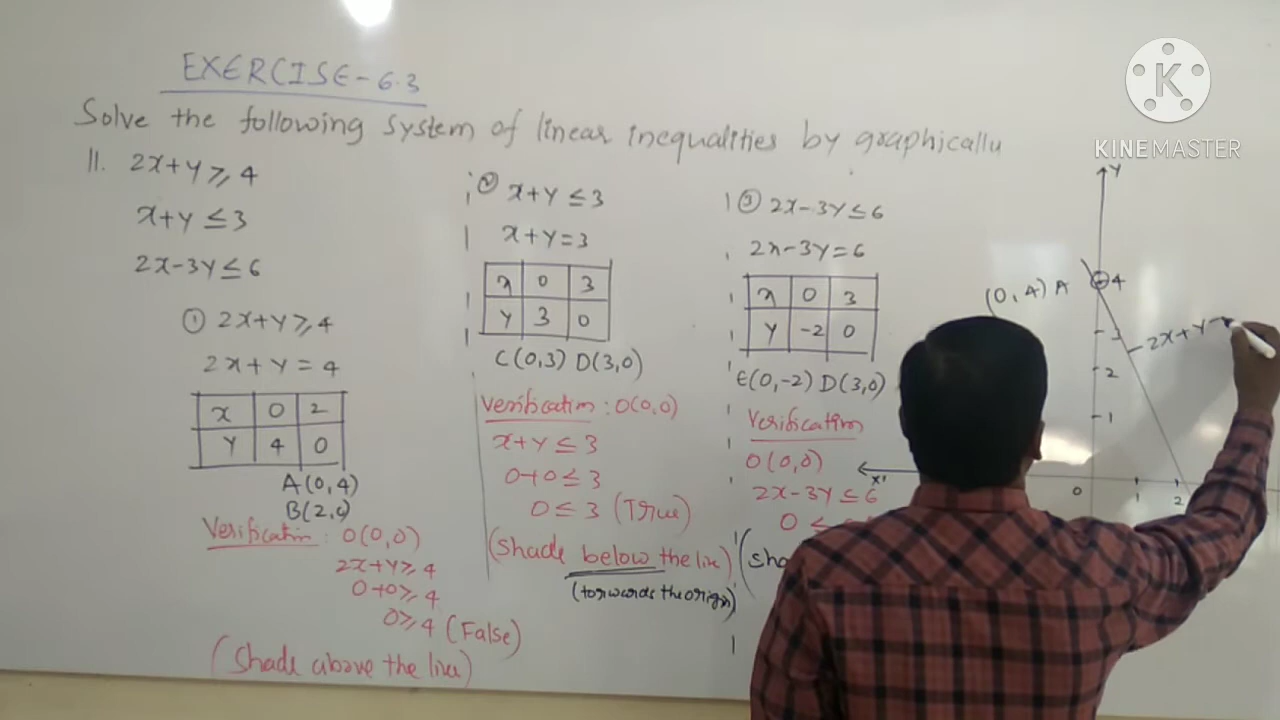 EXERCISE-6.3
Solve the following system of linear inequalities by graphically
11. 2x+y≥4
x+y≤3
2x-3y≤6
① 2x+y≥4
2x+y=4
x 0 2
y 4 0
A(0,4)
B(2,0)
Verification: O(0,0)
2x+y≥4
0+0≥4
0≥4 (False)
(Shade above the line)
② x+y≤3
x+y=3
x 0 3
y 3 0
C(0,3) D(3,0)
Verification: O(0,0)
x+y≤3
0+0≤3
0≤3 (True)
(Shade below the line)
(torwards the origin)
③ 2x-3y≤6
2x-3y=6
x 0 3
y -2 0
E(0,-2) D(3,0)
Verification
O(0,0)
2x-3y≤6
0≤
Y
(0,4) A 4
3
2x+y
2
1
x'
0 1 2
K
KINEMASTER